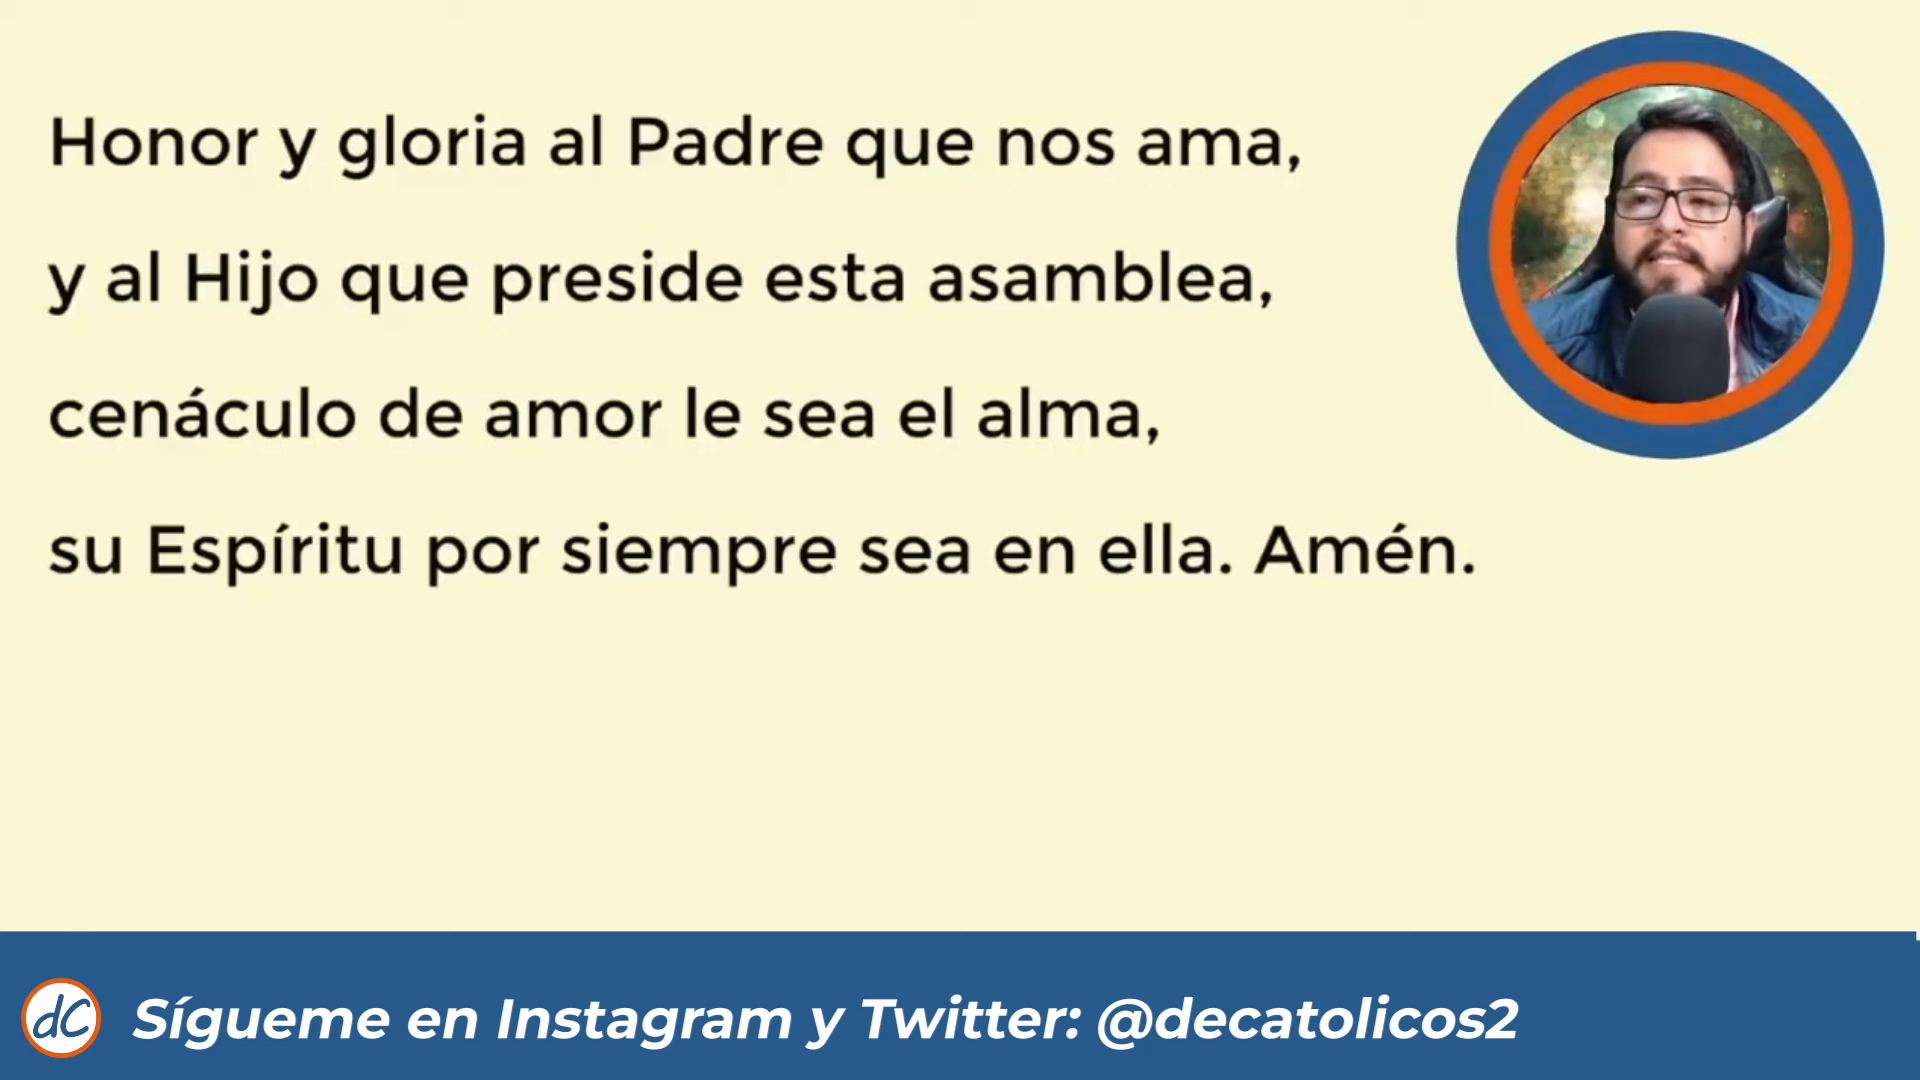 Honor y gloria al Padre que nos ama,
y al Hijo que preside esta asamblea,
cenáculo de amor le sea el alma,
su Espíritu por siempre sea en ella. Amén.
dC Sígueme en Instagram y Twitter: @decatolicos2